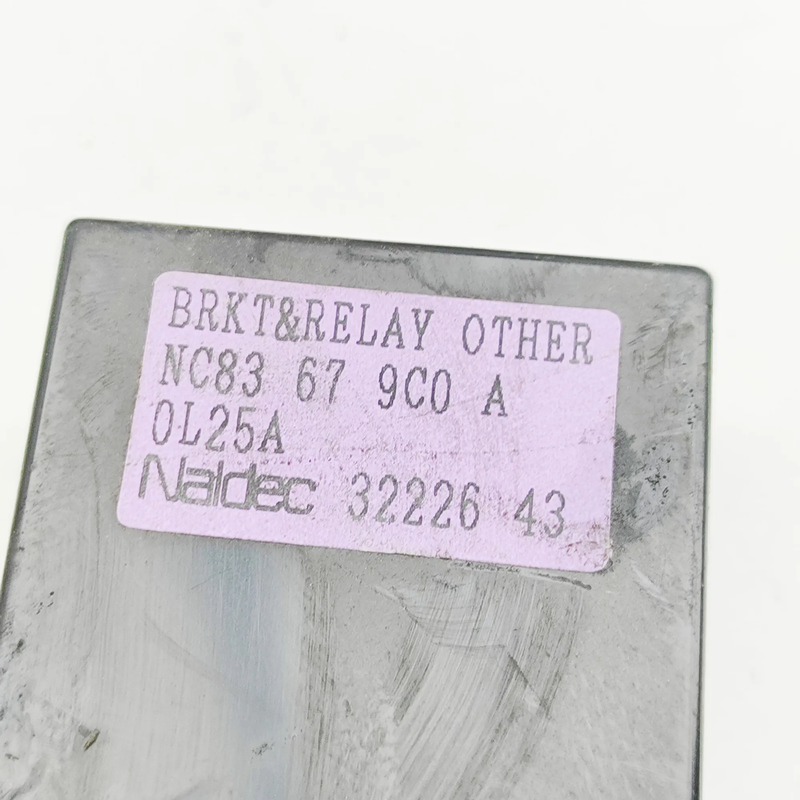 BRKT&RELAY OTHER
NC83 67 9C0 A
0L25A
Naldec 32226 43